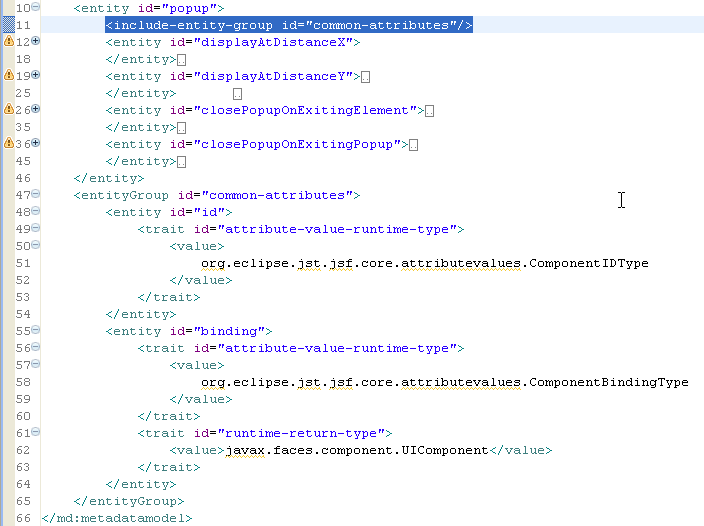 10 <entity id="popup">
11 <include-entity-group id="common-attributes"/>
12 <entity id="displayAtDistanceX">
18 </entity>
19 <entity id="displayAtDistanceY">
25 </entity>
26 <entity id="closePopupOnExitingElement">
35 </entity>
36 <entity id="closePopupOnExitingPopup">
45 </entity>
46 </entity>
47 <entityGroup id="common-attributes">
48 <entity id="id">
49 <trait id="attribute-value-runtime-type">
50 <value>
51 org.eclipse.jst.jsf.core.attributevalues.ComponentIDType
52 </value>
53 </trait>
54 </entity>
55 <entity id="binding">
56 <trait id="attribute-value-runtime-type">
57 <value>
58 org.eclipse.jst.jsf.core.attributevalues.ComponentBindingType
59 </value>
60 </trait>
61 <trait id="runtime-return-type">
62 <value>javax.faces.component.UIComponent</value>
63 </trait>
64 </entity>
65 </entityGroup>
66 </md:metadatamodel>